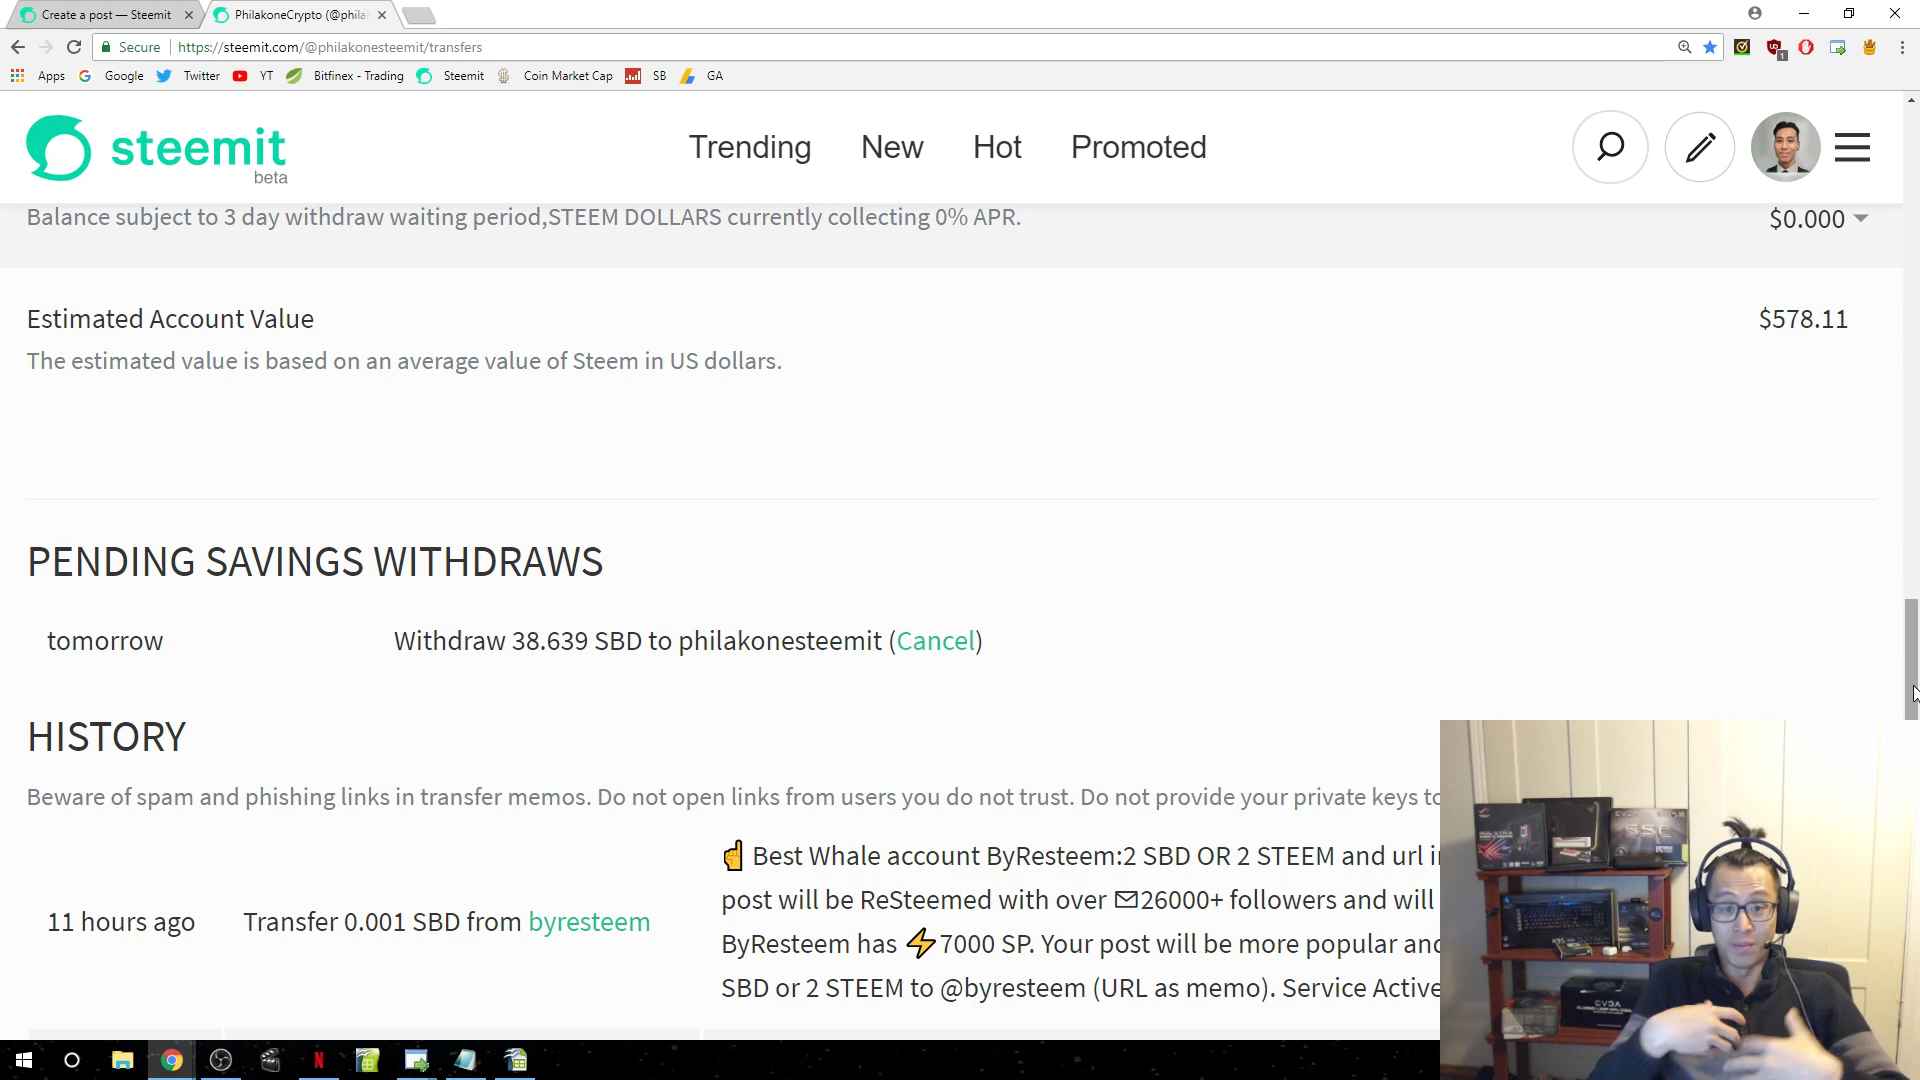 Create a post — Steemit
PhilakoneCrypto (@phila
Secure
https://steemit.com/@philakonesteemit/transfers
Apps
Google
Twitter
YT
Bitfinex - Trading
Steemit
Coin Market Cap
SB
GA
steemit
beta
Trending
New
Hot
Promoted
Balance subject to 3 day withdraw waiting period,STEEM DOLLARS currently collecting 0% APR.
$0.000
Estimated Account Value
$578.11
The estimated value is based on an average value of Steem in US dollars.
PENDING SAVINGS WITHDRAWS
tomorrow
Withdraw 38.639 SBD to philakonesteemit (Cancel)
HISTORY
Beware of spam and phishing links in transfer memos. Do not open links from users you do not trust. Do not provide your private keys to
11 hours ago
Transfer 0.001 SBD from byresteem
☝ Best Whale account ByResteem:2 SBD OR 2 STEEM and url i
post will be ReSteemed with over ✉26000+ followers and will
ByResteem has ⚡7000 SP. Your post will be more popular and
SBD or 2 STEEM to @byresteem (URL as memo). Service Active
SSC
EVGA